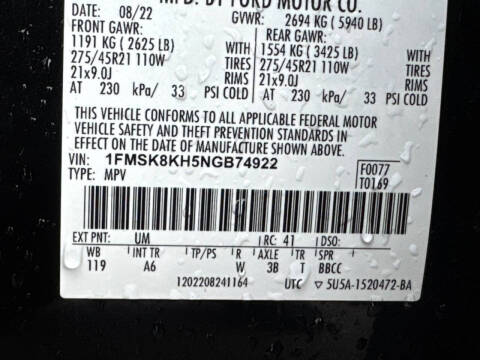 MFD. BY FORD MOTOR CO.
DATE: 08/22 GVWR: 2694 KG ( 5940 LB)
FRONT GAWR: REAR GAWR:
1191 KG ( 2625 LB) WITH 1554 KG ( 3425 LB) WITH
275/45R21 110W TIRES 275/45R21 110W TIRES
21x9.0J RIMS 21x9.0J RIMS
AT 230 kPa/ 33 PSI COLD AT 230 kPa/ 33 PSI COLD
THIS VEHICLE CONFORMS TO ALL APPLICABLE FEDERAL MOTOR
VEHICLE SAFETY AND THEFT PREVENTION STANDARDS IN
EFFECT ON THE DATE OF MANUFACTURE SHOWN ABOVE.
VIN: 1FMSK8KH5NGB74922 F0077
TYPE: MPV T0169
EXT PNT: UM RC: 41 DSO:
WB INT TR TP/PS R AXLE TR SPR
119 A6 W 3B T BBCC
1202208241164 UTC 5U5A-1520472-BA